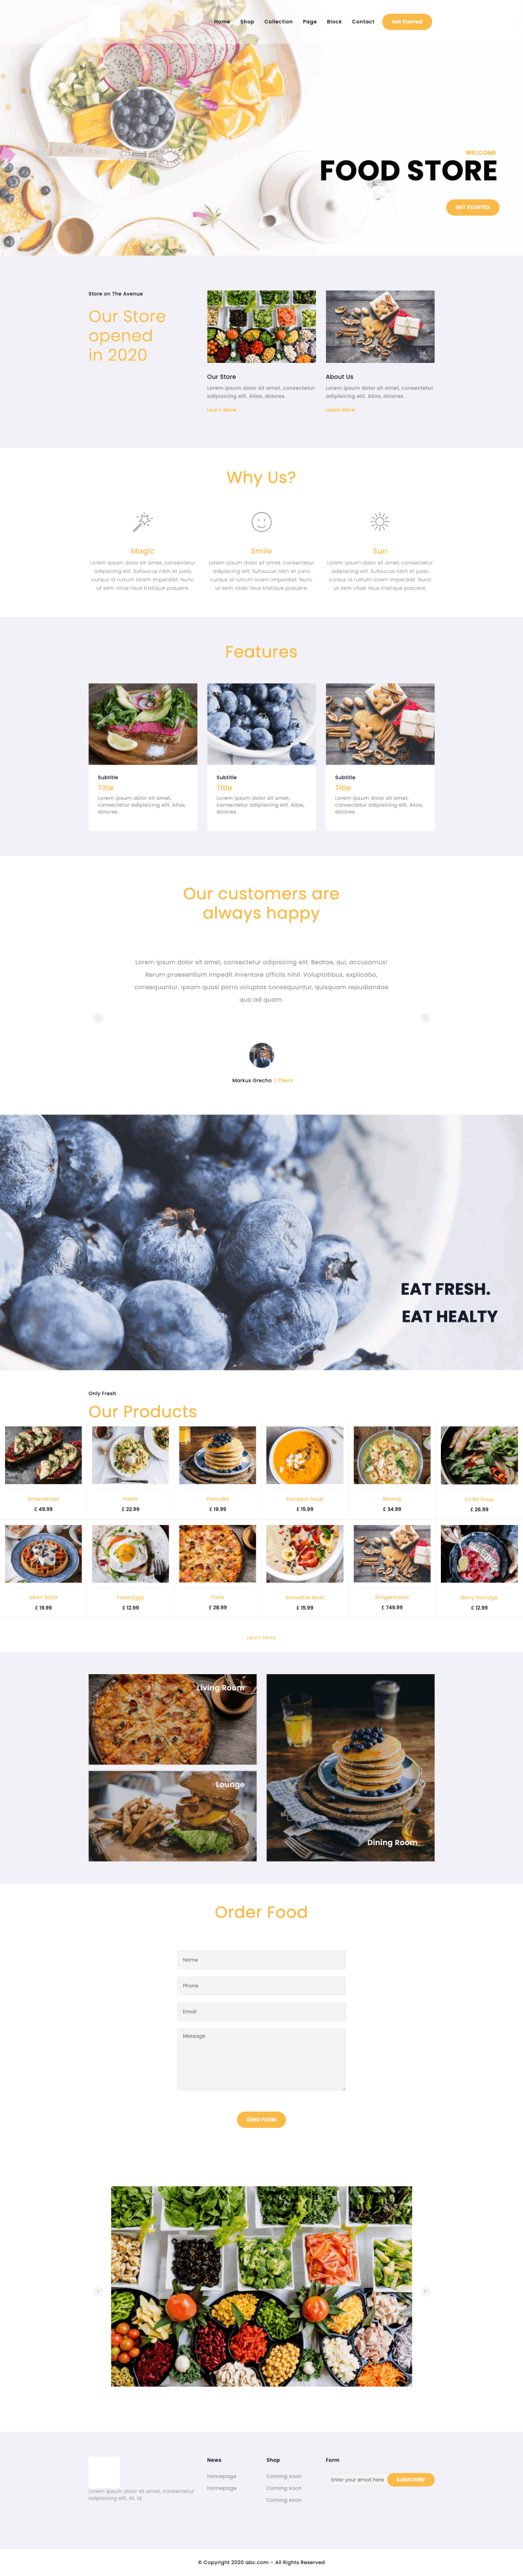 Home Shop Collection Page Block Contact Get Started
WELCOME
FOOD STORE
GET STARTED
Store on The Avenue
Our Store
opened
in 2020
Our Store
Lorem ipsum dolor sit amet, consectetur
adipisicing elit. Alias, dolores.
Learn More
About Us
Lorem ipsum dolor sit amet, consectetur
adipisicing elit. Alias, dolores.
Learn More
Why Us?
Magic
Lorem ipsum dolor sit amet, consectetur
adipiscing elit. Suitaucus nibh et justo
cursus id rutrum lorem imperdiet. Nunc
ut sem vitae risus tristique posuere.
Smile
Lorem ipsum dolor sit amet, consectetur
adipiscing elit. Suitaucus nibh et justo
cursus id rutrum lorem imperdiet. Nunc
ut sem vitae risus tristique posuere.
Sun
Lorem ipsum dolor sit amet, consectetur
adipiscing elit. Suitaucus nibh et justo
cursus id rutrum lorem imperdiet. Nunc
ut sem vitae risus tristique posuere.
Features
Subtitle
Title
Lorem ipsum dolor sit amet,
consectetur adipisicing elit. Alias,
dolores.
Subtitle
Title
Lorem ipsum dolor sit amet,
consectetur adipisicing elit. Alias,
dolores.
Subtitle
Title
Lorem ipsum dolor sit amet,
consectetur adipisicing elit. Alias,
dolores.
Our customers are
always happy
Lorem ipsum dolor sit amet, consectetur adipisicing elit. Beatae, qui, accusamus!
Rerum praesentium impedit inventore officiis nihil. Voluptatibus, explicabo,
consequuntur. Ipsam quasi porro voluptas consequuntur, quisquam repudiandae
quo ad quam.
Markus Grecho | Client
EAT FRESH.
EAT HEALTY
Only Fresh
Our Products
£ 49.99
Pasta
£ 22.99
Pancake
£ 19.99
Pumpkin Soup
£ 15.99
Shrimp
£ 34.99
£ 26.99
GRAY SOFA
£ 19.99
Fried Eggs
£ 12.99
Pizza
£ 28.99
Smoothie Bowl
£ 15.99
Gingerbread
£ 749.99
Berry Porridge
£ 12.99
Learn More
Living Room
Lounge
Dining Room
Order Food
Name
Phone
Email
Message
SEND FORM
Lorem ipsum dolor sit amet, consectetur
adipisicing elit. At, id.
News
Homepage
Homepage
Shop
Coming soon
Coming soon
Coming soon
Form
Enter your email here SUBSCRIBE
© Copyright 2020 abc.com - All Rights Reserved